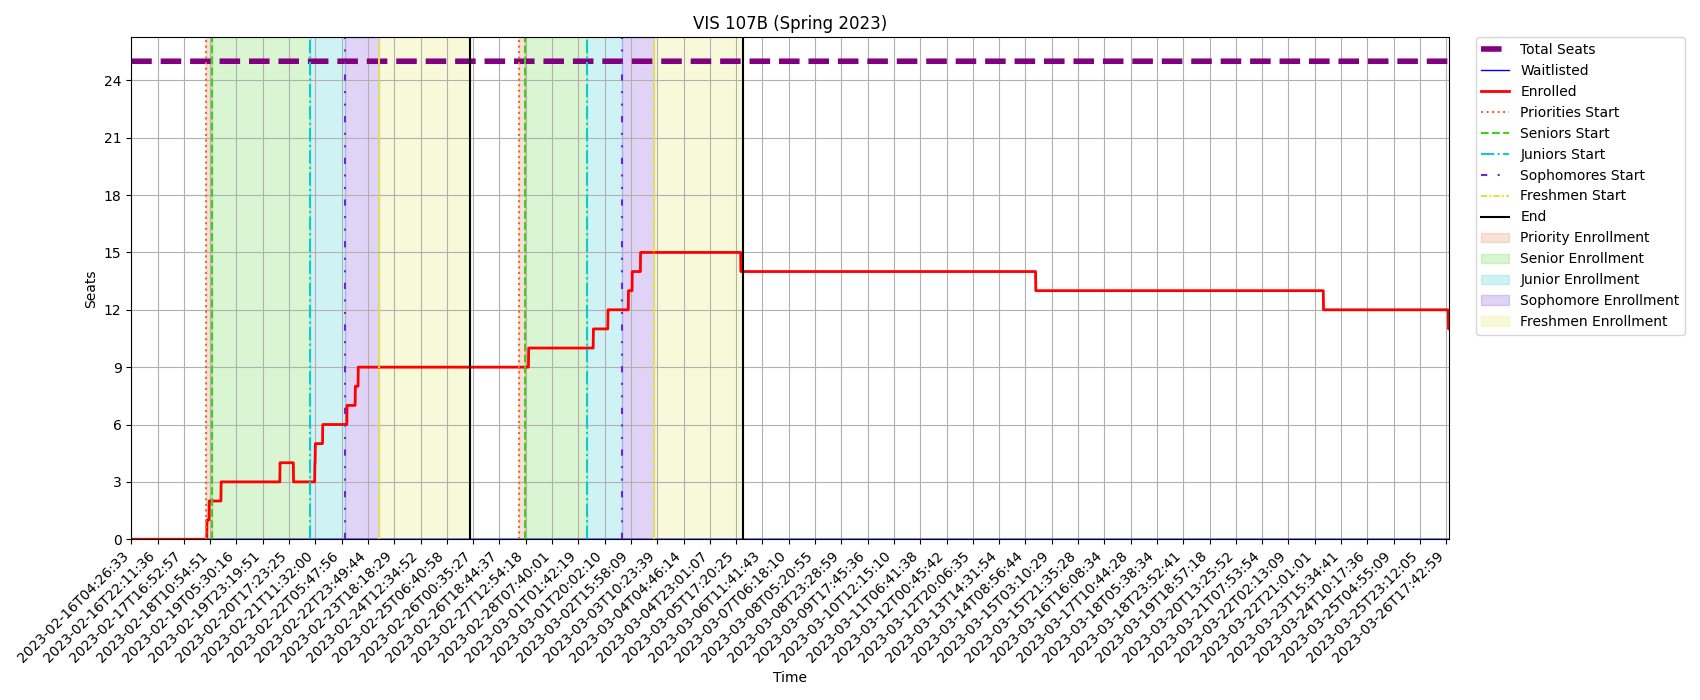 VIS 107B (Spring 2023)
Total Seats
Waitlisted
Enrolled
Priorities Start
Seniors Start
Juniors Start
Sophomores Start
Freshmen Start
End
Priority Enrollment
Senior Enrollment
Junior Enrollment
Sophomore Enrollment
Freshmen Enrollment
Seats
24
21
18
15
12
9
6
3
0
2023-02-16T04:26:33
2023-02-16T22:11:36
2023-02-17T16:52:57
2023-02-18T10:54:51
2023-02-19T05:30:16
2023-02-19T23:19:51
2023-02-20T17:23:25
2023-02-21T11:32:00
2023-02-22T05:47:56
2023-02-22T23:49:44
2023-02-23T18:18:29
2023-02-24T12:34:52
2023-02-25T06:40:58
2023-02-26T00:35:27
2023-02-26T18:44:37
2023-02-27T12:54:18
2023-02-28T07:40:01
2023-03-01T01:42:19
2023-03-01T20:02:10
2023-03-02T15:58:09
2023-03-03T10:23:39
2023-03-04T04:46:14
2023-03-04T23:01:07
2023-03-05T17:20:25
2023-03-06T11:41:43
2023-03-07T06:18:10
2023-03-08T05:20:55
2023-03-08T23:28:59
2023-03-09T17:45:36
2023-03-10T12:15:10
2023-03-11T06:41:38
2023-03-12T00:45:42
2023-03-12T20:06:35
2023-03-13T14:31:54
2023-03-14T08:56:44
2023-03-15T03:10:29
2023-03-15T21:35:28
2023-03-16T16:08:34
2023-03-17T10:44:28
2023-03-18T05:38:34
2023-03-18T23:52:41
2023-03-19T18:57:18
2023-03-20T13:25:52
2023-03-21T07:53:54
2023-03-22T02:13:09
2023-03-22T21:01:01
2023-03-23T15:34:41
2023-03-24T10:17:36
2023-03-25T04:55:09
2023-03-25T23:12:05
2023-03-26T17:42:59
Time